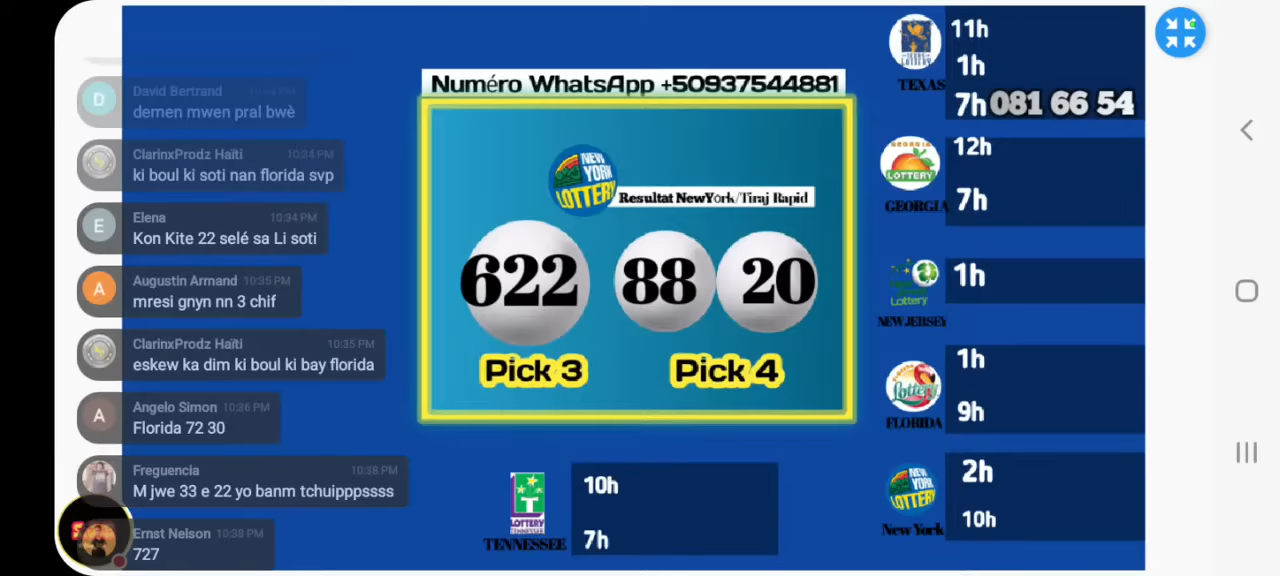 David Bertrand 10:34 PM
demen mwen pral bwè
ClarinxProdz Haïti 10:34 PM
ki boul ki soti nan florida svp
E
Elena 10:34 PM
Kon Kite 22 selé sa Li soti
A
Augustin Armand 10:35 PM
mresi gnyn nn 3 chif
ClarinxProdz Haïti 10:35 PM
eskew ka dim ki boul ki bay florida
A
Angelo Simon 10:36 PM
Florida 72 30
Freguencia 10:38 PM
M jwe 33 e 22 yo banm tchuipppssss
Ernst Nelson 10:38 PM
727
D
Numéro WhatsApp +50937544881
NEW
YORK
LOTTERY
Resultat NewYork/Tiraj Rapid
622 88 20
Pick 3 Pick 4
LOTTERY
TENNESSEE
TENNESSEE
10h
7h
TEXAS
11h
1h
7h 081 66 54
GEORGIA
LOTTERY
GEORGIA
12h
7h
Lottery
NEW JERSEY
1h
Lottery
FLORIDA
1h
9h
NEW
YORK
LOTTERY
New York
2h
10h